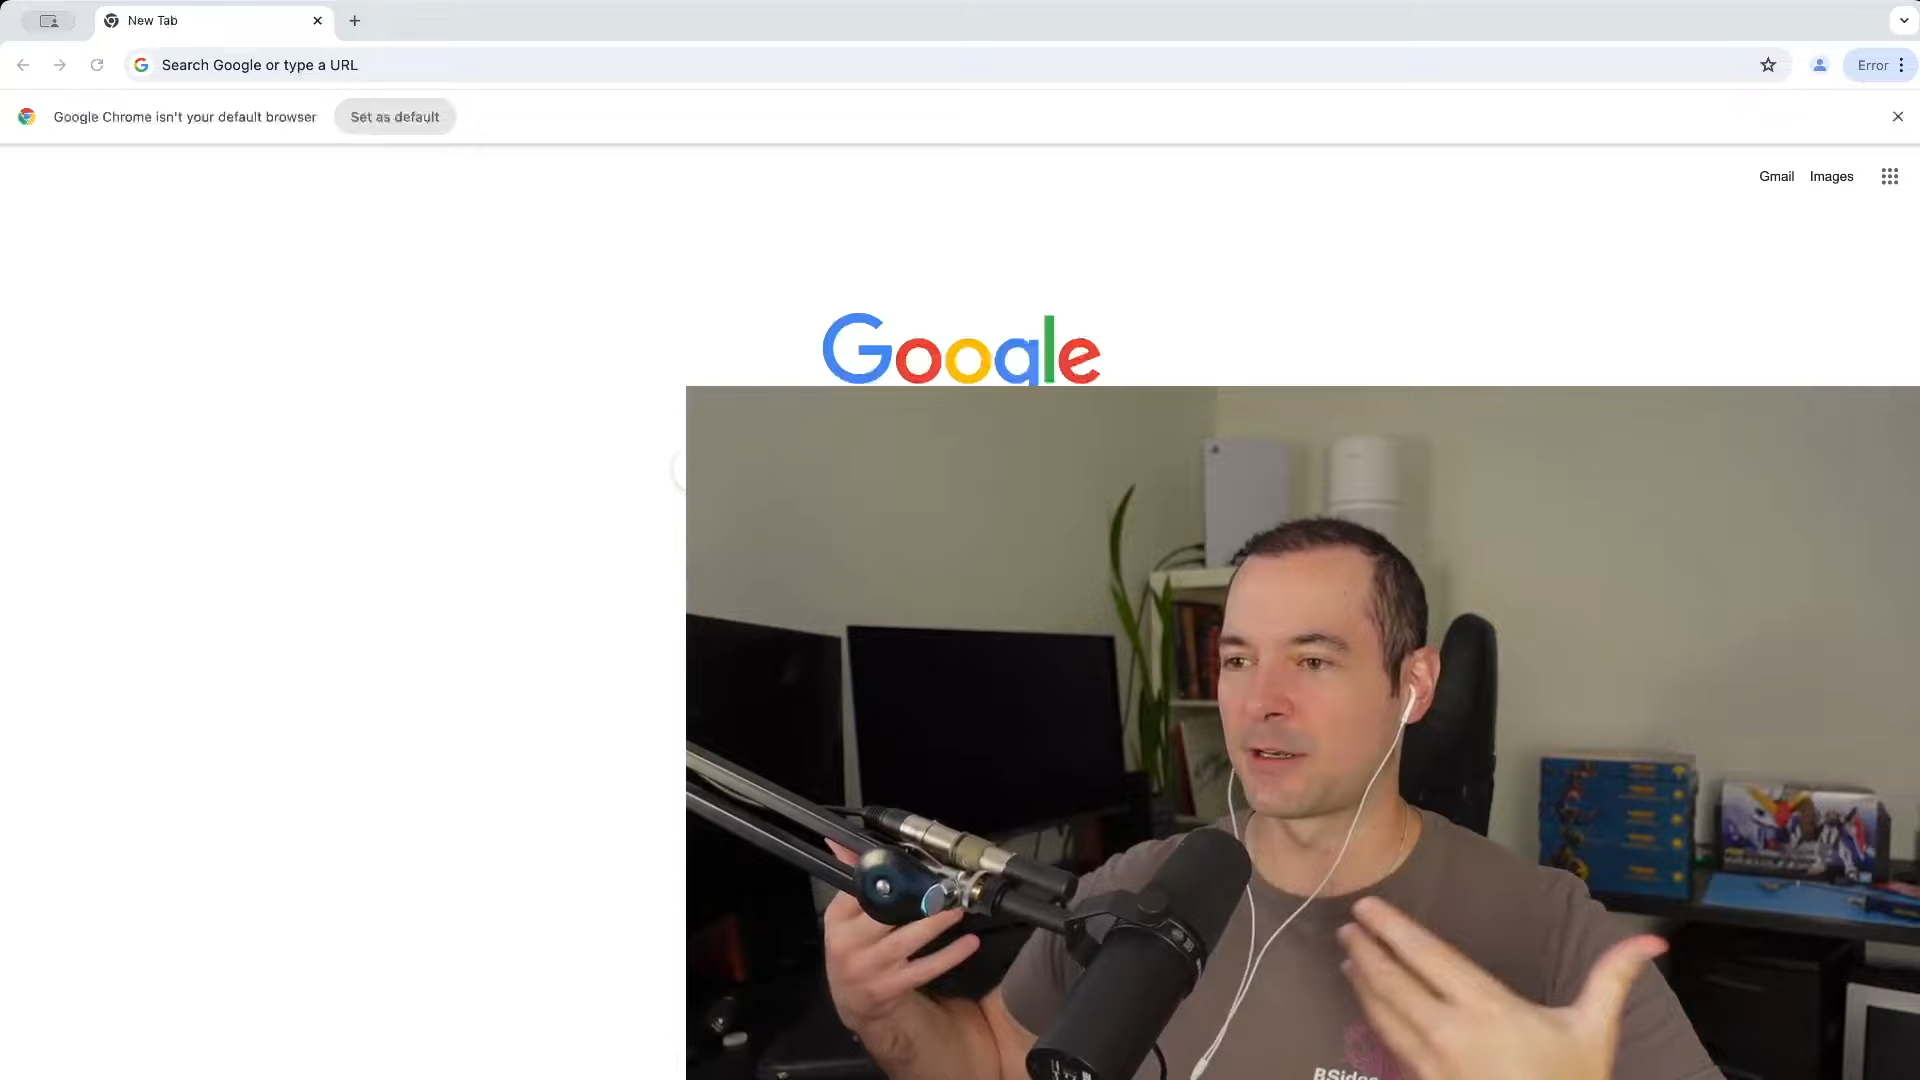 New Tab
Search Google or type a URL
Error
Google Chrome isn't your default browser
Set as default
Gmail
Images
Google
BSides